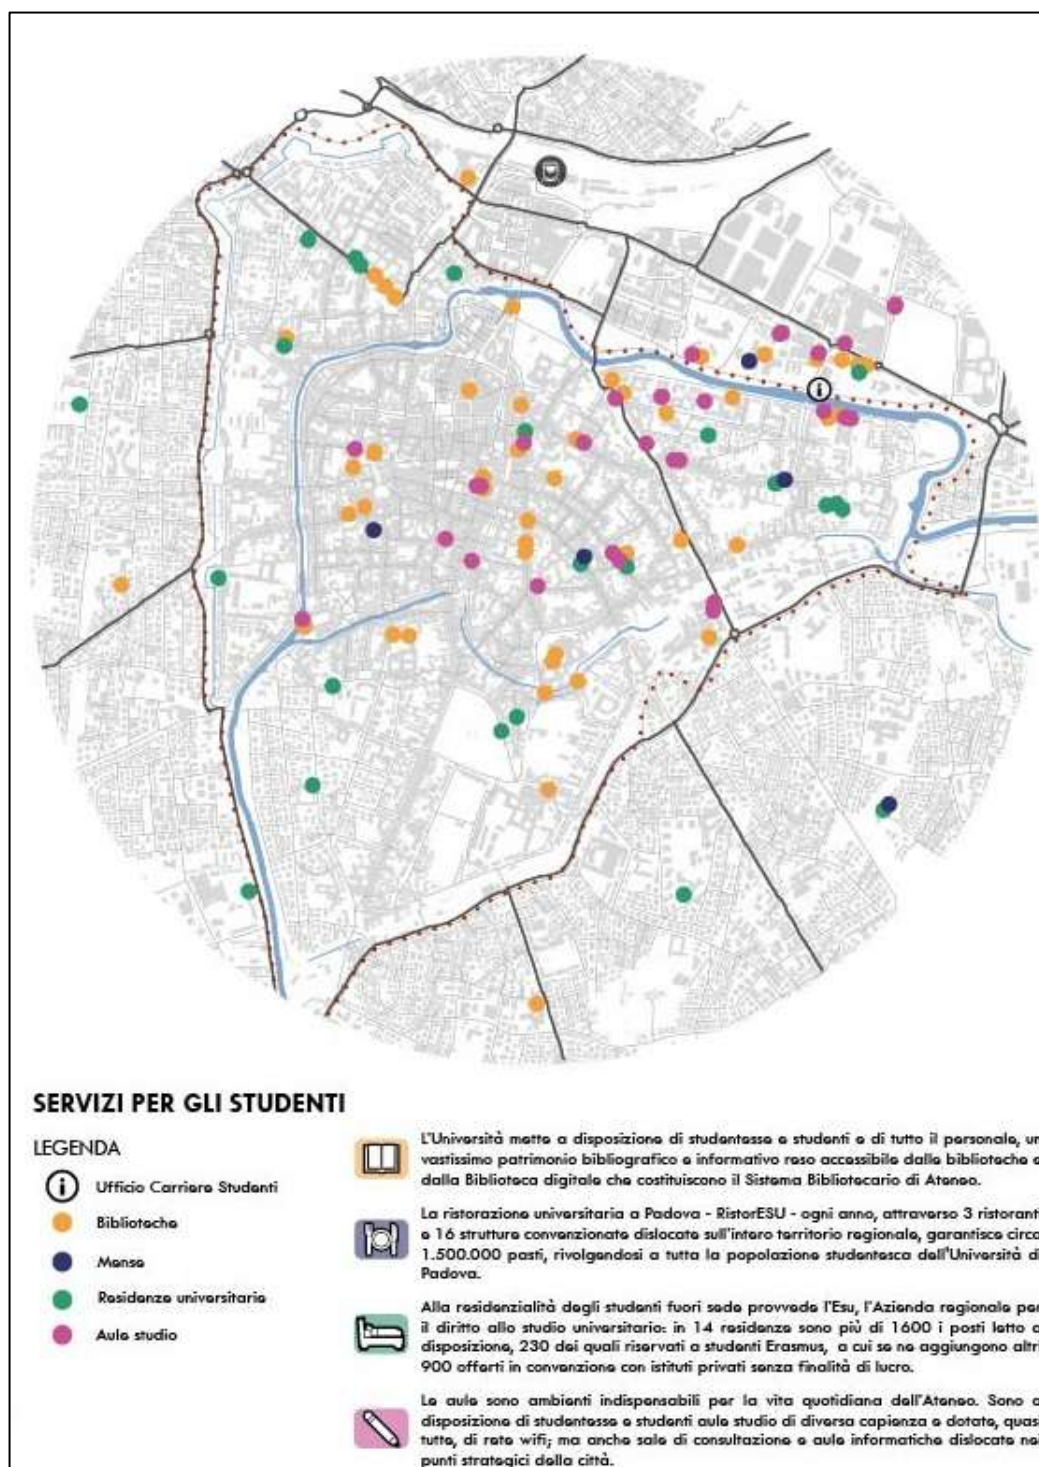 SERVIZI PER GLI STUDENTI
LEGENDA
Ufficio Carriere Studenti
Biblioteche
Mense
Residenze universitarie
Aule studio
L'Università mette a disposizione di studentesse e studenti e di tutto il personale, un
vastissimo patrimonio bibliografico e informativo reso accessibile dalle biblioteche e
dalla Biblioteca digitale che costituiscono il Sistema Bibliotecario di Ateneo.
La ristorazione universitaria a Padova - RistorESU - ogni anno, attraverso 3 ristoranti
e 16 strutture convenzionate dislocate sull'intero territorio regionale, garantisce circa
1.500.000 pasti, rivolgendosi a tutta la popolazione studentesca dell'Università di
Padova.
Alla residenzialità degli studenti fuori sede provvede l'Esu, l'Azienda regionale per
il diritto allo studio universitario: in 14 residenze sono più di 1600 i posti letto a
disposizione, 230 dei quali riservati a studenti Erasmus, a cui se ne aggiungono altri
900 offerti in convenzione con istituti privati senza finalità di lucro.
Le aule sono ambienti indispensabili per la vita quotidiana dell'Ateneo. Sono a
disposizione di studentesse e studenti aule studio di diversa capienza e dotate, quasi
tutte, di rete wifi; ma anche sale di consultazione e aule informatiche dislocate nei
punti strategici della città.